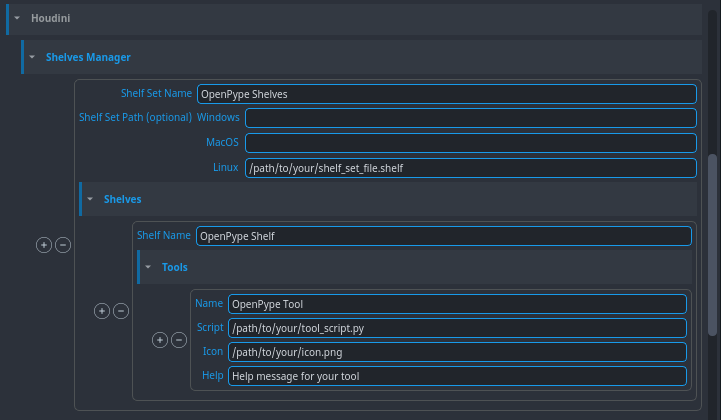 Houdini
Shelves Manager
Shelf Set Name OpenPype Shelves
Shelf Set Path (optional) Windows
MacOS
Linux /path/to/your/shelf_set_file.shelf
Shelves
Shelf Name OpenPype Shelf
Tools
Name OpenPype Tool
Script /path/to/your/tool_script.py
Icon /path/to/your/icon.png
Help Help message for your tool